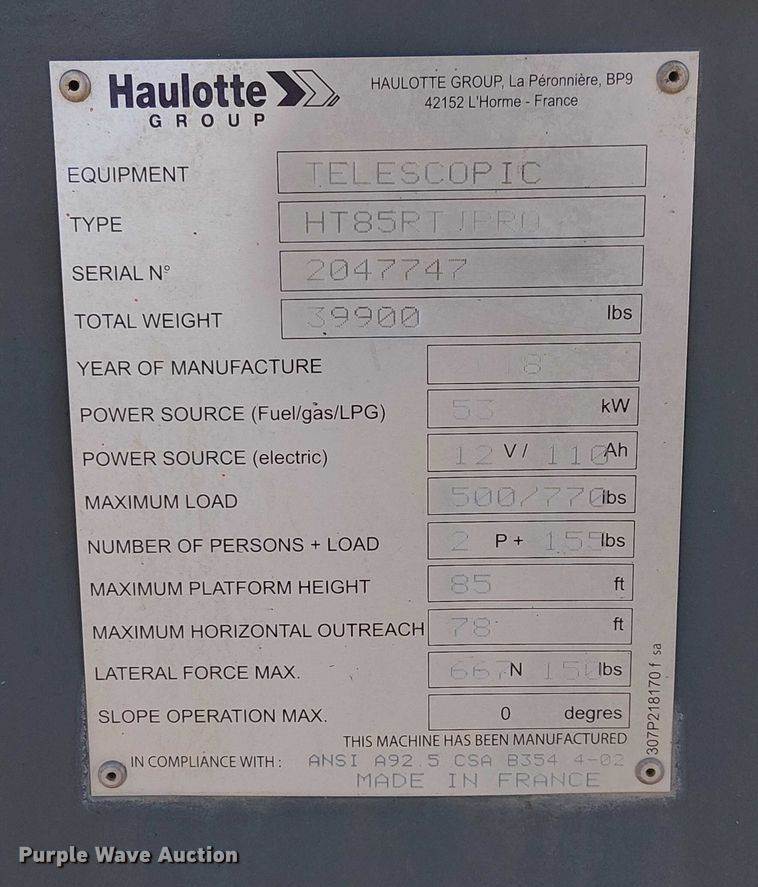 Haulotte
GROUP
HAULOTTE GROUP, La Péronnière, BP9
42152 L'Horme - France
EQUIPMENT TELESCOPIC
TYPE HT85RTJPRO
SERIAL N° 2047747
TOTAL WEIGHT 39900 lbs
YEAR OF MANUFACTURE
POWER SOURCE (Fuel/gas/LPG) 53 kW
POWER SOURCE (electric) 12 V / 110 Ah
MAXIMUM LOAD 500/770 lbs
NUMBER OF PERSONS + LOAD 2 P + 155 lbs
MAXIMUM PLATFORM HEIGHT 85 ft
MAXIMUM HORIZONTAL OUTREACH 78 ft
LATERAL FORCE MAX. 667 N 150 lbs
SLOPE OPERATION MAX. 0 degres
THIS MACHINE HAS BEEN MANUFACTURED
IN COMPLIANCE WITH : ANSI A92.5 CSA B354 4-02
MADE IN FRANCE
307P218170 f sa
Purple Wave Auction